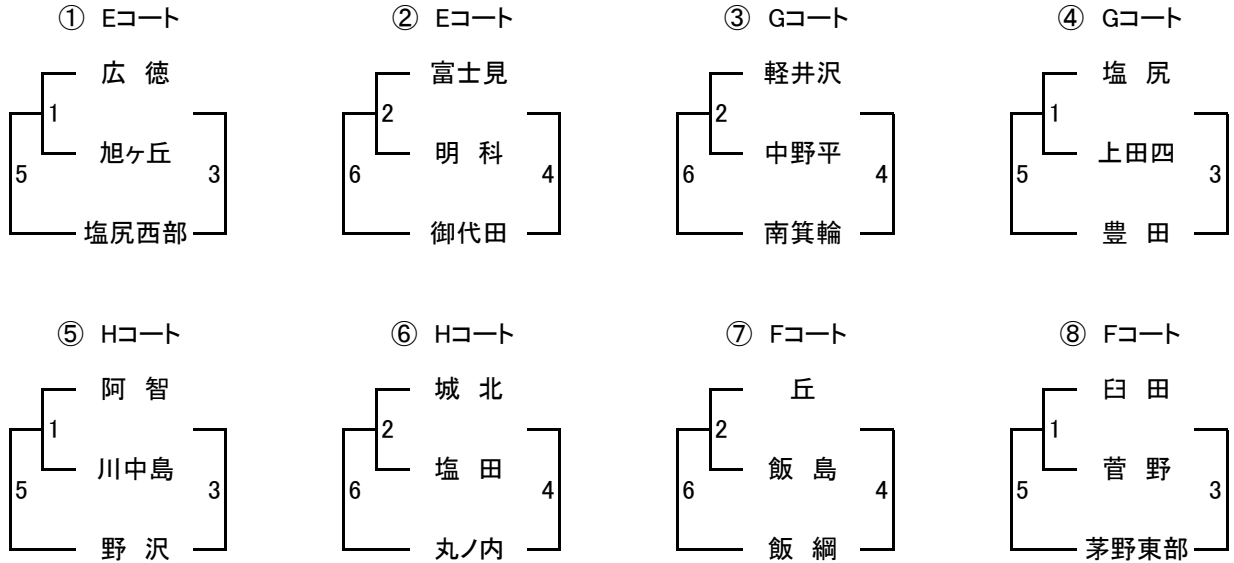 ① Eコート ② Eコート ③ Gコート ④ Gコート
広 徳 富士見 軽井沢 塩 尻
1 2 2 1
旭ヶ丘 明 科 中野平 上田四
5 3 6 4 6 4 5 3
塩尻西部 御代田 南箕輪 豊 田
⑤ Hコート ⑥ Hコート ⑦ Fコート ⑧ Fコート
阿 智 城 北 丘 臼 田
1 2 2 1
川中島 塩 田 飯 島 菅 野
5 3 6 4 6 4 5 3
野 沢 丸ノ内 飯 綱 茅野東部